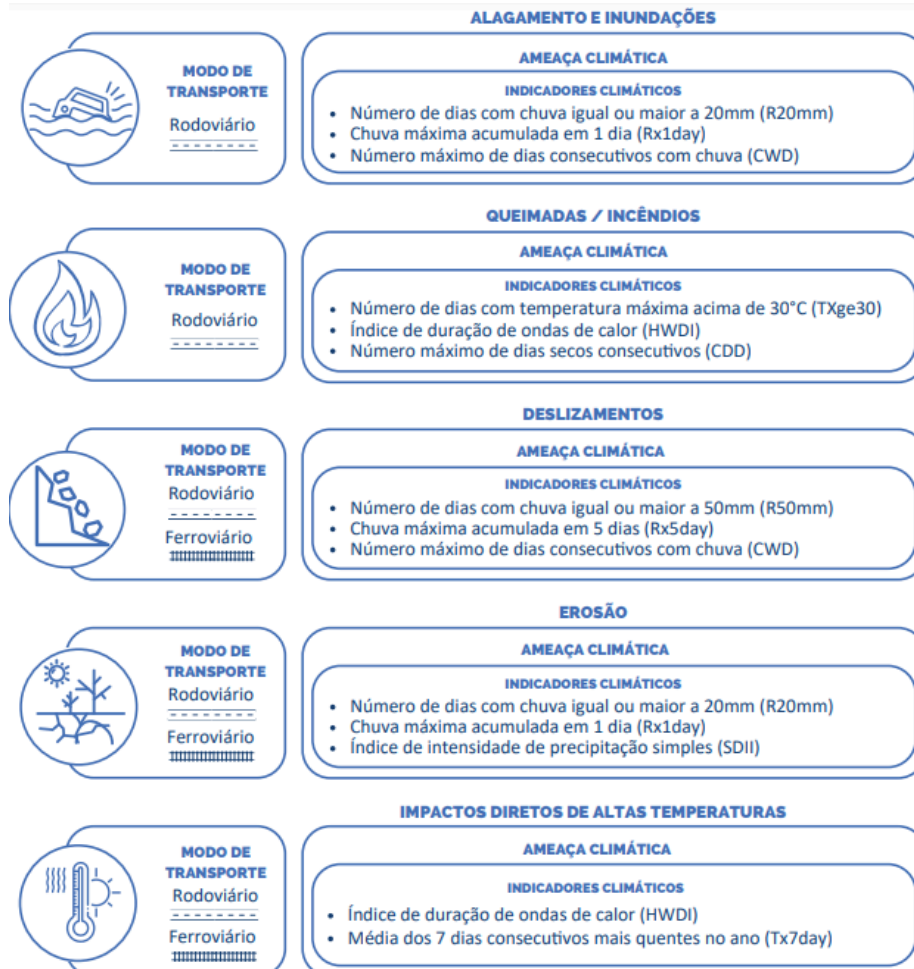 ALAGAMENTO E INUNDAÇÕES
MODO DE
TRANSPORTE
Rodoviário
AMEAÇA CLIMÁTICA
INDICADORES CLIMÁTICOS
• Número de dias com chuva igual ou maior a 20mm (R20mm)
• Chuva máxima acumulada em 1 dia (Rx1day)
• Número máximo de dias consecutivos com chuva (CWD)
QUEIMADAS / INCÊNDIOS
MODO DE
TRANSPORTE
Rodoviário
AMEAÇA CLIMÁTICA
INDICADORES CLIMÁTICOS
• Número de dias com temperatura máxima acima de 30°C (TXge30)
• Índice de duração de ondas de calor (HWDI)
• Número máximo de dias secos consecutivos (CDD)
DESLIZAMENTOS
MODO DE
TRANSPORTE
Rodoviário
Ferroviário
AMEAÇA CLIMÁTICA
INDICADORES CLIMÁTICOS
• Número de dias com chuva igual ou maior a 50mm (R50mm)
• Chuva máxima acumulada em 5 dias (Rx5day)
• Número máximo de dias consecutivos com chuva (CWD)
EROSÃO
MODO DE
TRANSPORTE
Rodoviário
Ferroviário
AMEAÇA CLIMÁTICA
INDICADORES CLIMÁTICOS
• Número de dias com chuva igual ou maior a 20mm (R20mm)
• Chuva máxima acumulada em 1 dia (Rx1day)
• Índice de intensidade de precipitação simples (SDII)
IMPACTOS DIRETOS DE ALTAS TEMPERATURAS
MODO DE
TRANSPORTE
Rodoviário
Ferroviário
AMEAÇA CLIMÁTICA
INDICADORES CLIMÁTICOS
• Índice de duração de ondas de calor (HWDI)
• Média dos 7 dias consecutivos mais quentes no ano (Tx7day)